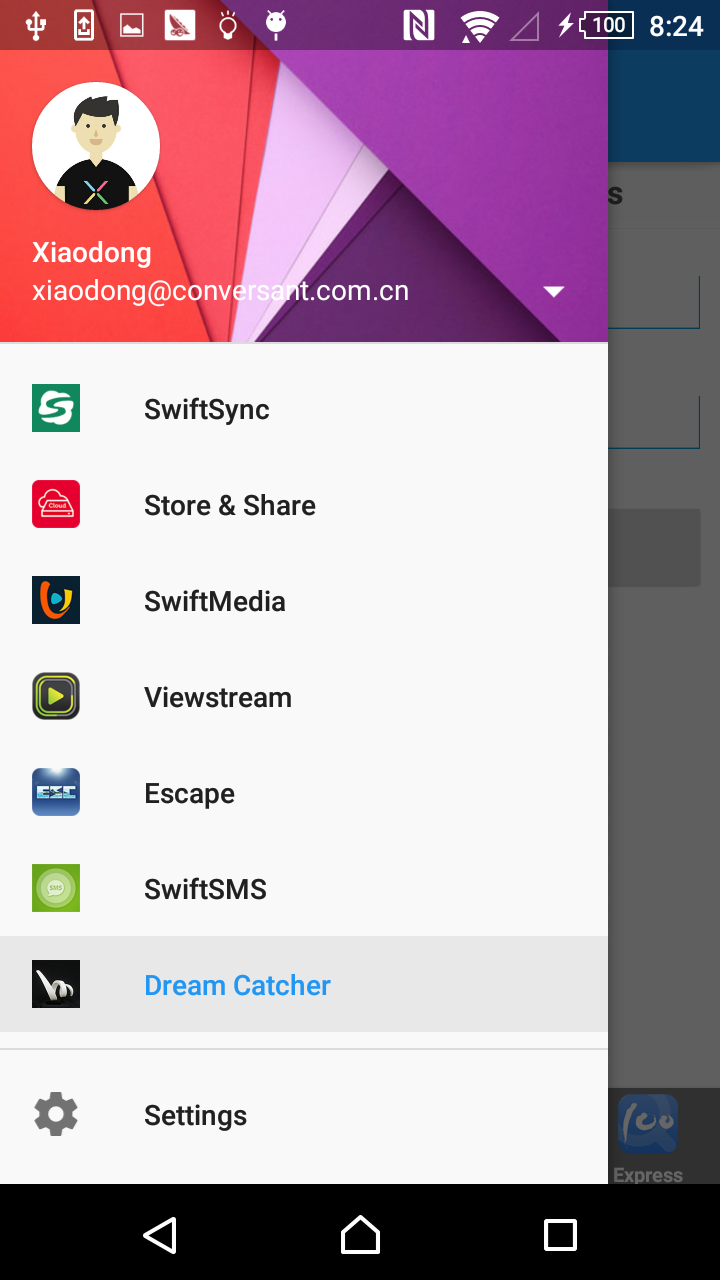 100 8:24
s
Xiaodong
xiaodong@conversant.com.cn
SwiftSync
Cloud
Store & Share
SwiftMedia
Viewstream
ESC
Escape
SMS
SwiftSMS
Dream Catcher
Settings
Express